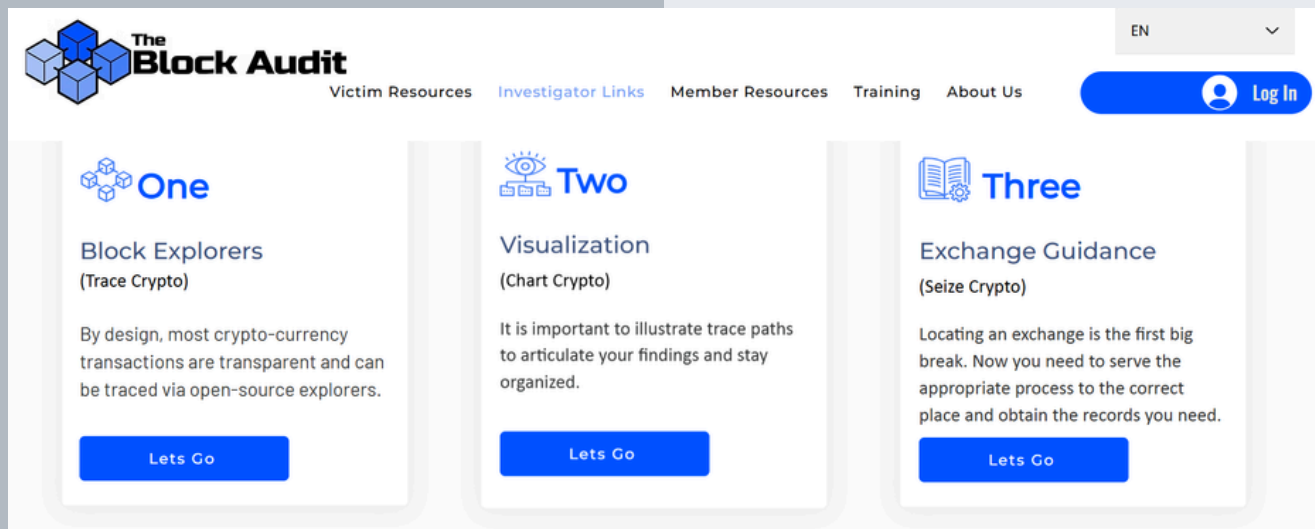 The
Block Audit
EN
Victim Resources Investigator Links Member Resources Training About Us
Log In
One
Block Explorers
(Trace Crypto)
By design, most crypto-currency
transactions are transparent and can
be traced via open-source explorers.
Lets Go
Two
Visualization
(Chart Crypto)
It is important to illustrate trace paths
to articulate your findings and stay
organized.
Lets Go
Three
Exchange Guidance
(Seize Crypto)
Locating an exchange is the first big
break. Now you need to serve the
appropriate process to the correct
place and obtain the records you need.
Lets Go